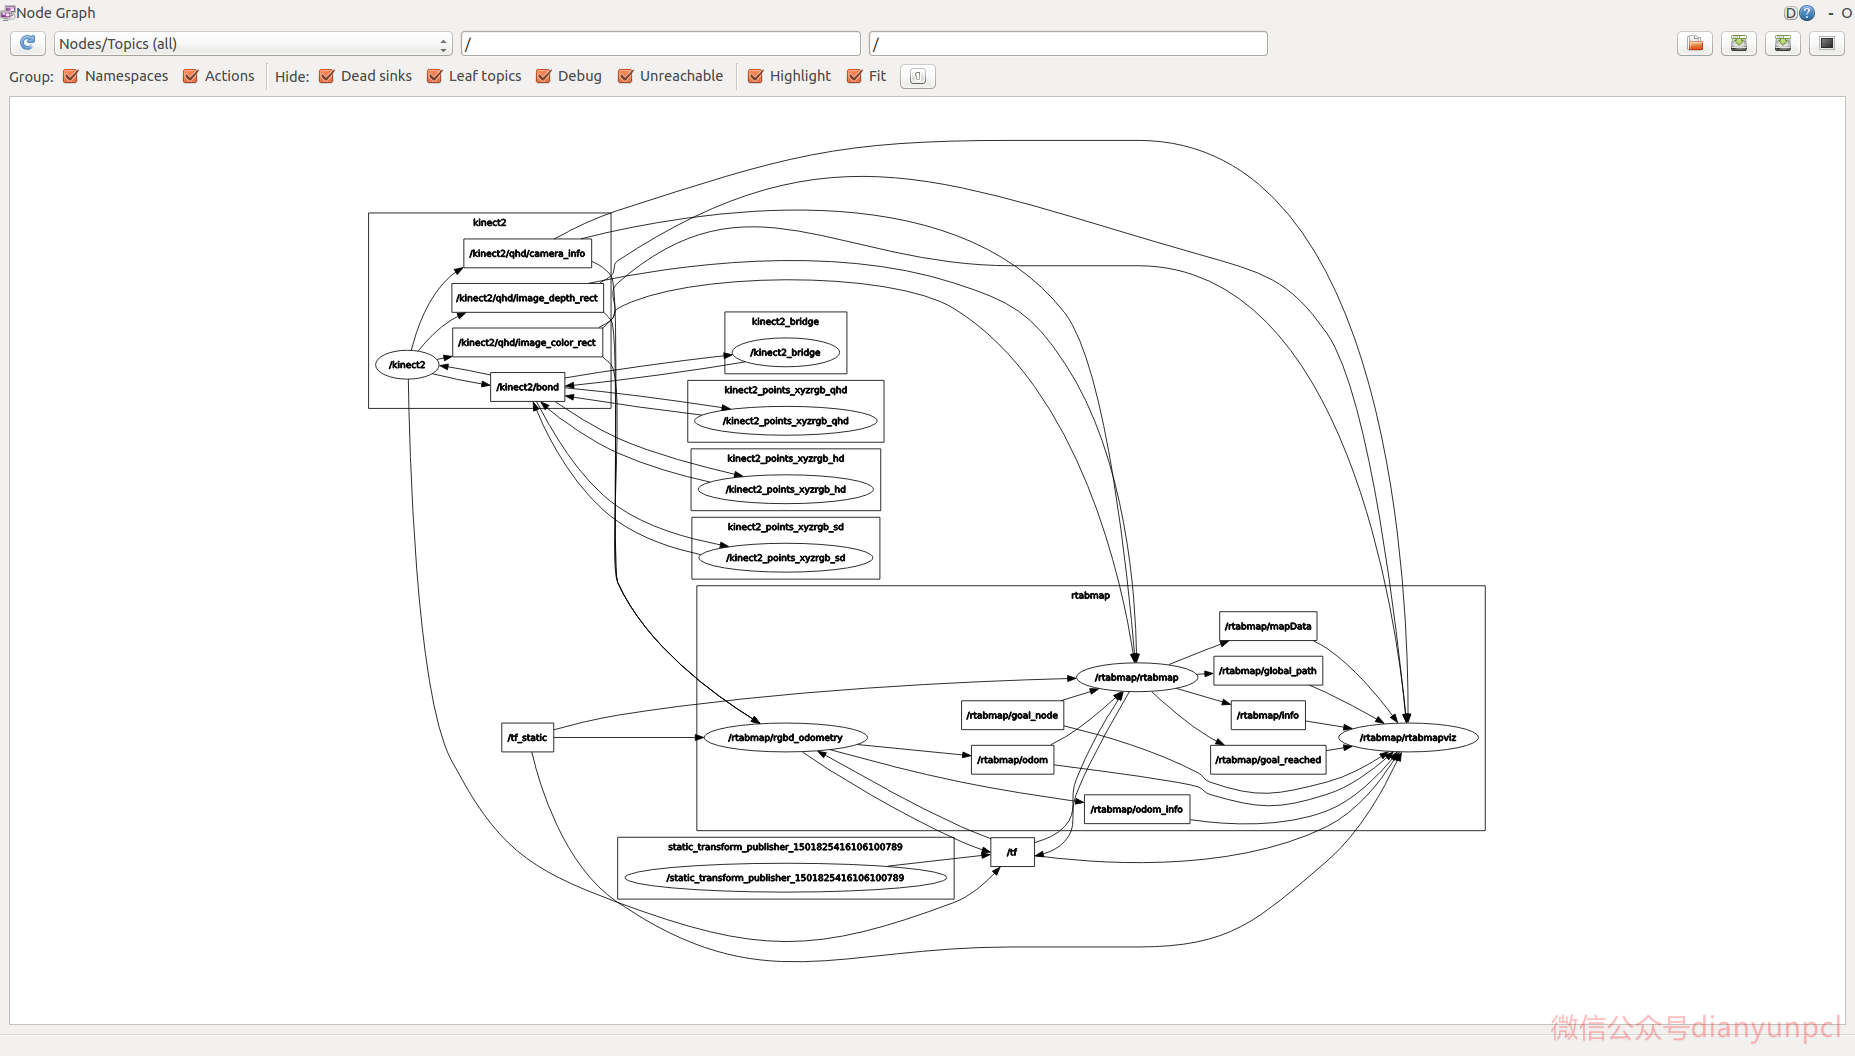 Node Graph
D ? - O
Nodes/Topics (all)
/
/
Group: Namespaces Actions Hide: Dead sinks Leaf topics Debug Unreachable Highlight Fit
kinect2
/kinect2/qhd/camera_info
/kinect2/qhd/image_depth_rect
/kinect2/qhd/image_color_rect
/kinect2
/kinect2/bond
kinect2_bridge
/kinect2_bridge
kinect2_points_xyzrgb_qhd
/kinect2_points_xyzrgb_qhd
kinect2_points_xyzrgb_hd
/kinect2_points_xyzrgb_hd
kinect2_points_xyzrgb_sd
/kinect2_points_xyzrgb_sd
rtabmap
/rtabmap/mapData
/rtabmap/global_path
/rtabmap/rtabmap
/rtabmap/goal_node
/rtabmap/info
/tf_static
/rtabmap/rgbd_odometry
/rtabmap/rtabmapviz
/rtabmap/odom
/rtabmap/goal_reached
/rtabmap/odom_info
static_transform_publisher_1501825416106100789
/tf
/static_transform_publisher_1501825416106100789
微信公众号dianyunpcl